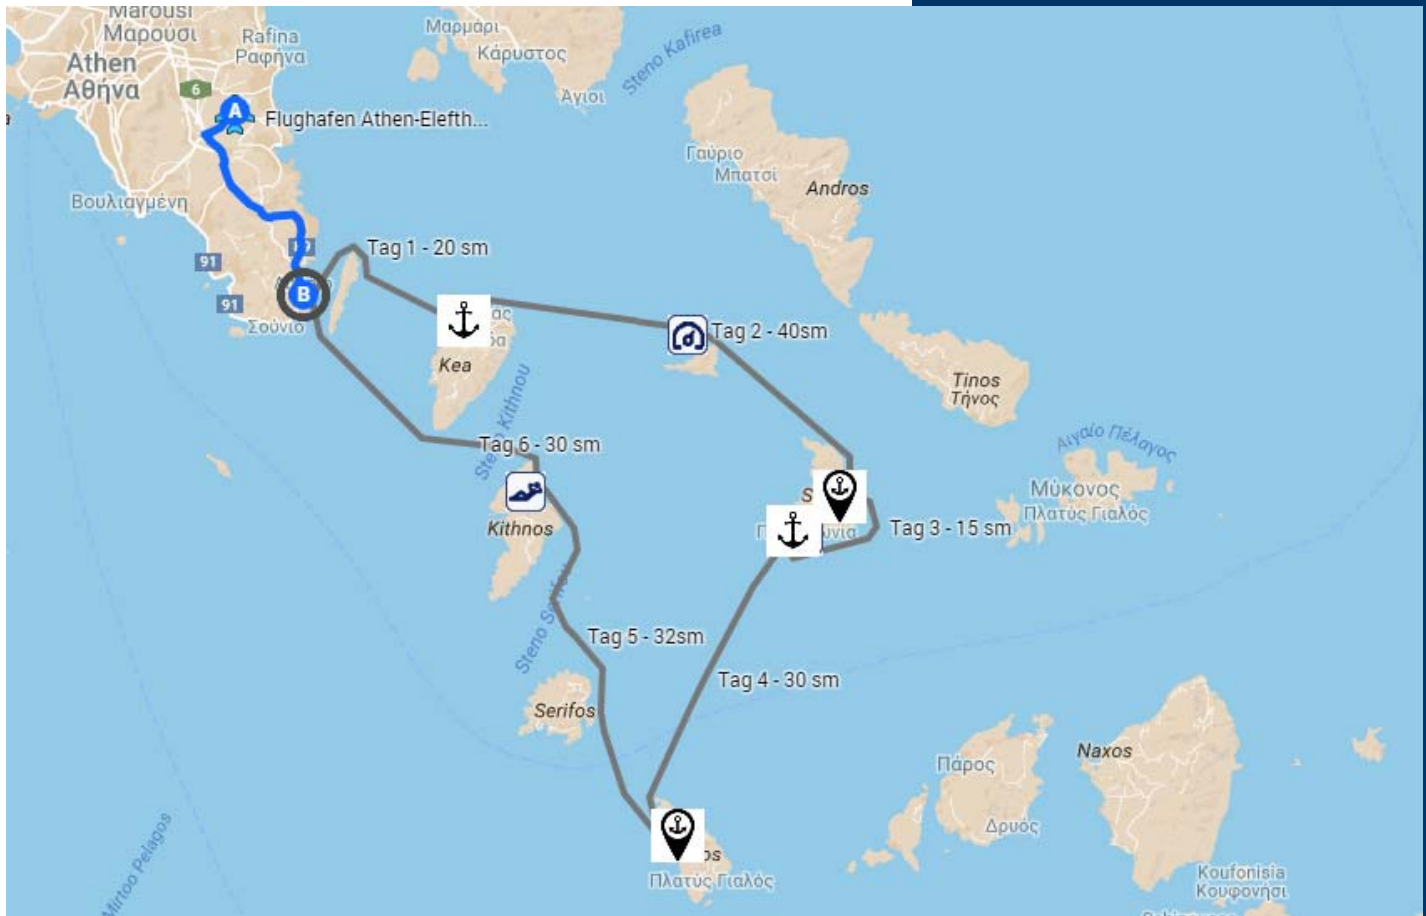 Marousi
Μαρούσι
Rafina
Ραφήνα
Μαρμάρι
Κάρυστος
Άγιοι
Steno Kafirea
Athen
Αθήνα
6
A
Flughafen Athen-Elefth...
Γαύριο
Μπατσί
Andros
Βουλιαγμένη
91
89
Tag 1 - 20 sm
91
B
Σούνιο
Kea
Tag 2 - 40sm
Tinos
Τήνος
Steno Kithnou
Tag 6 - 30 sm
Αιγαίο Πέλαγος
Μύκονος
Πλατύς Γιαλός
Kithnos
Tag 3 - 15 sm
Steno Serifou
Tag 5 - 32sm
Tag 4 - 30 sm
Serifos
Naxos
Πάρος
Δρυός
Πλατύς Γιαλός
Koufonisia
Κουφονήσι
Mirtoo Pelagos